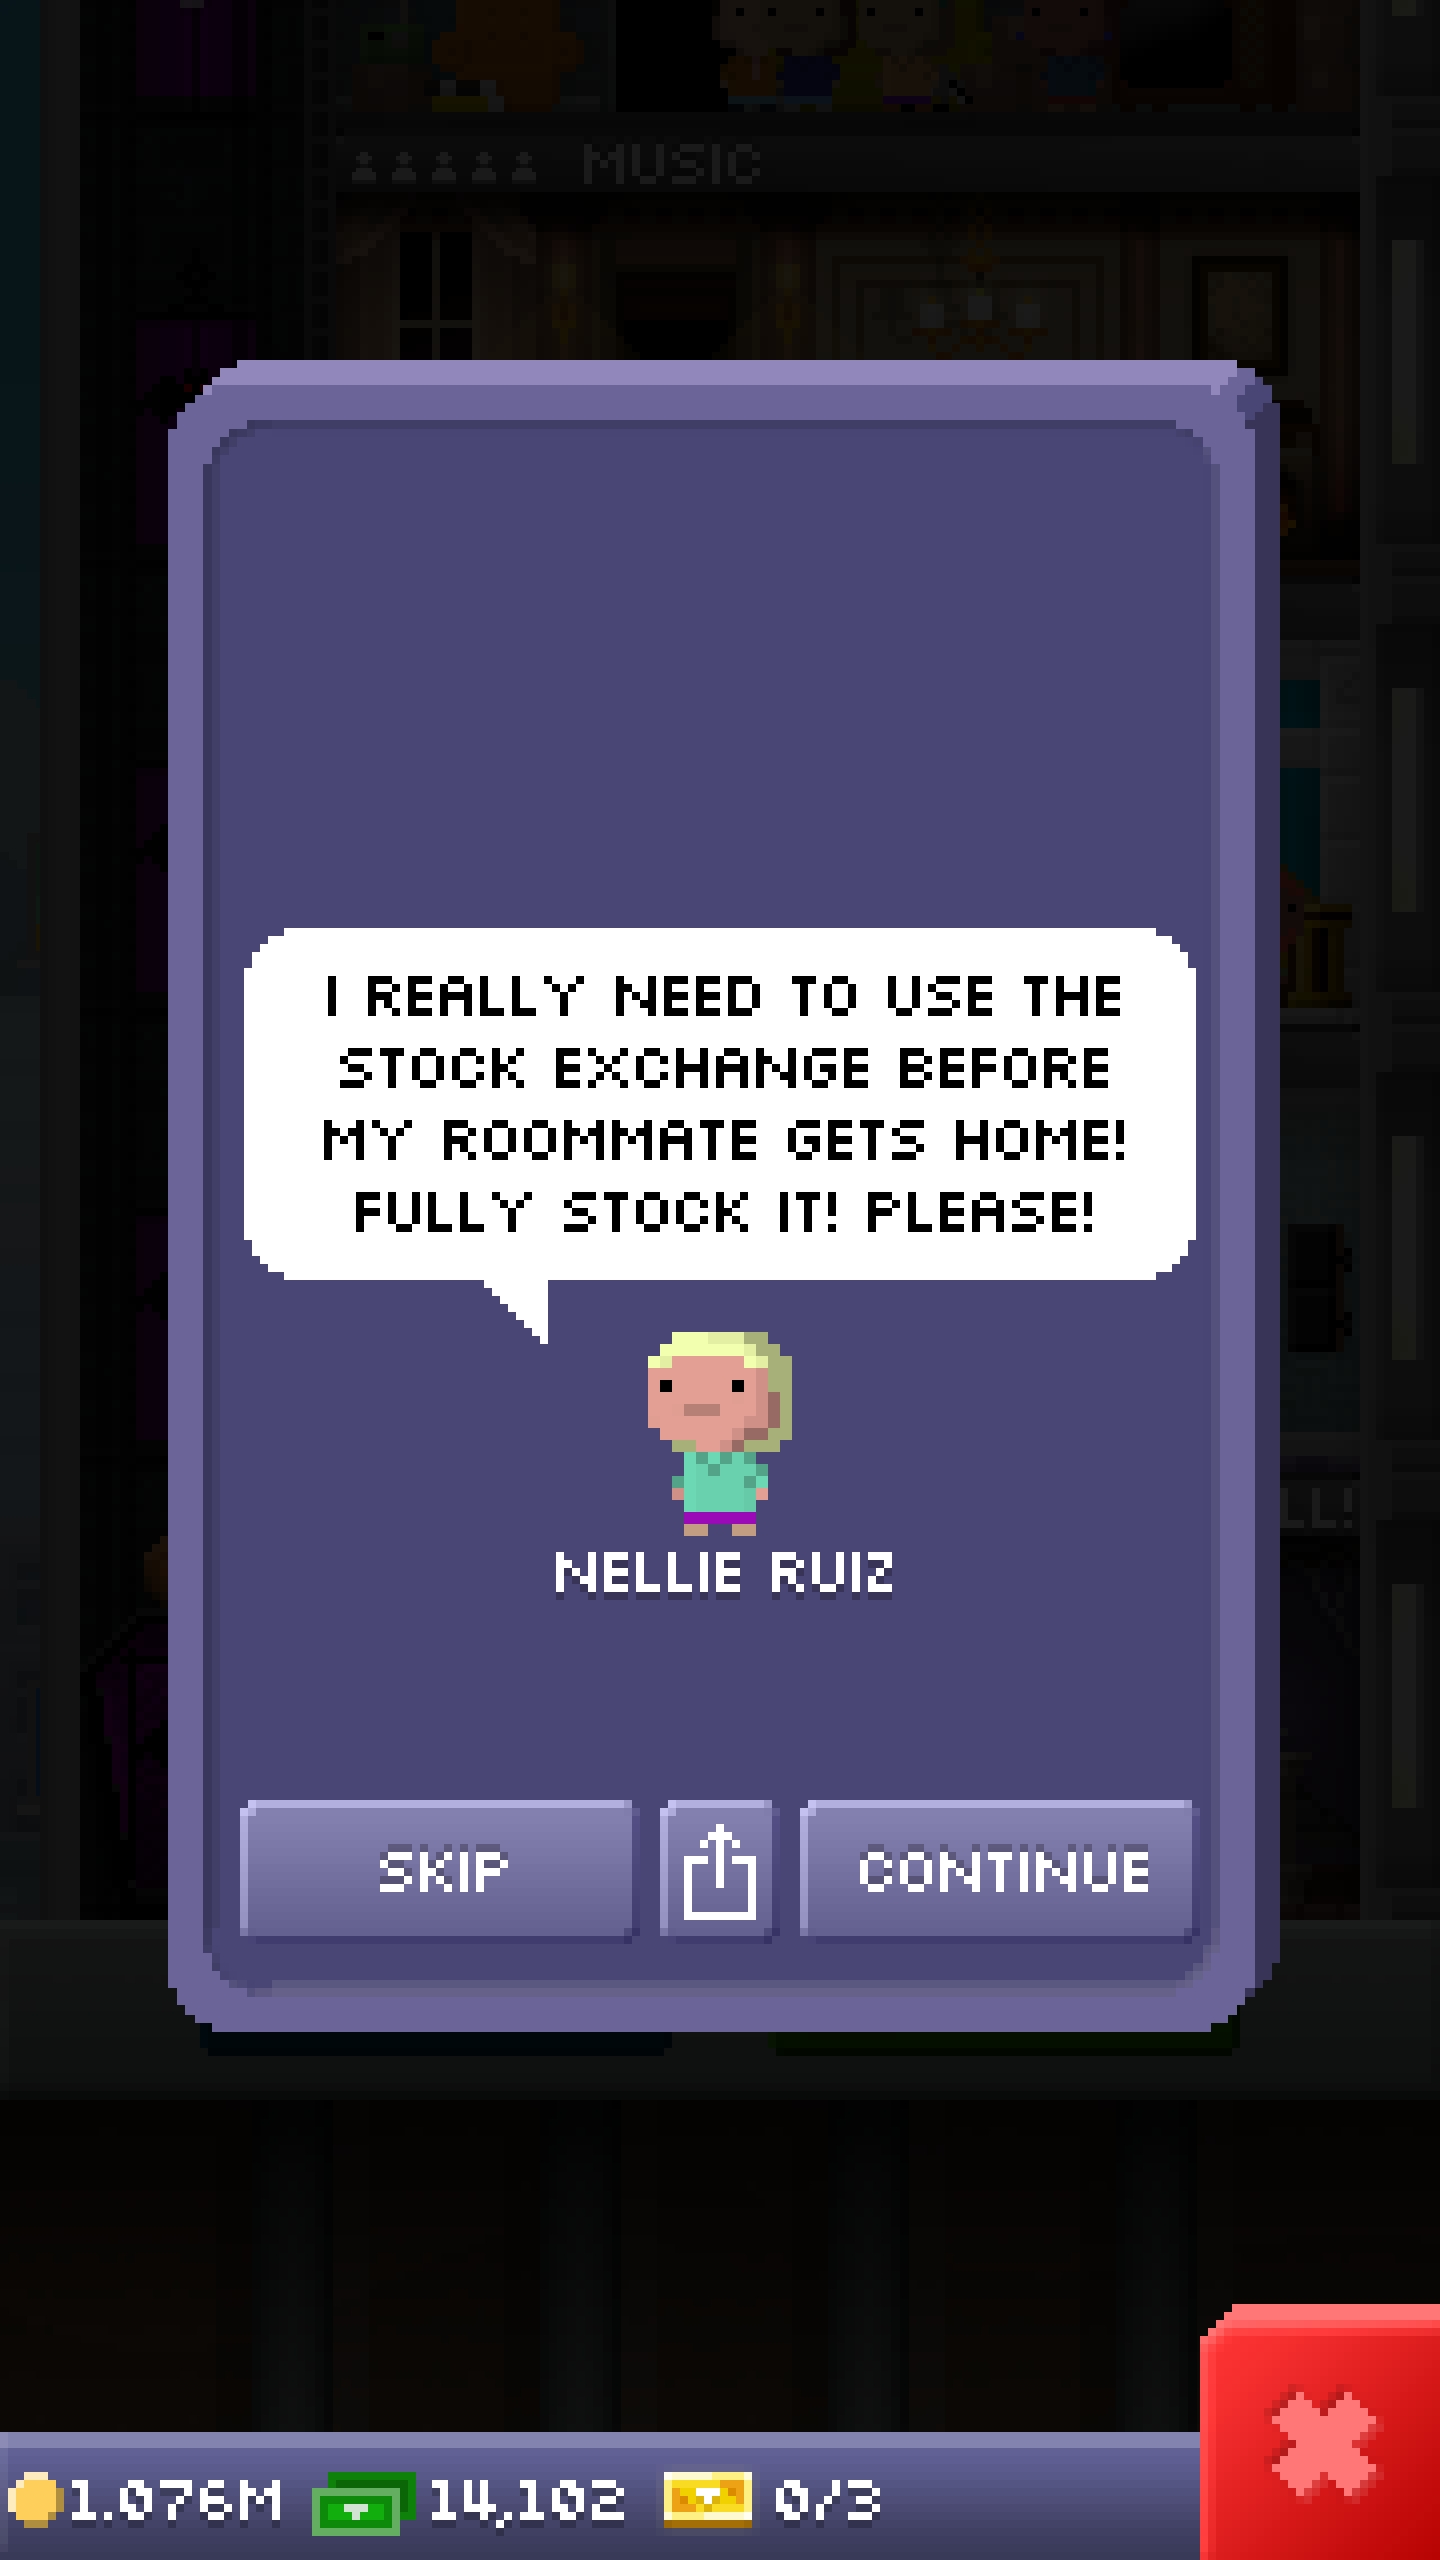 MUSIC
I REALLY NEED TO USE THE
STOCK EXCHANGE BEFORE
MY ROOMMATE GETS HOME!
FULLY STOCK IT! PLEASE!
LL!
NELLIE RUIZ
SKIP
CONTINUE
1.076M 14,102 0/3